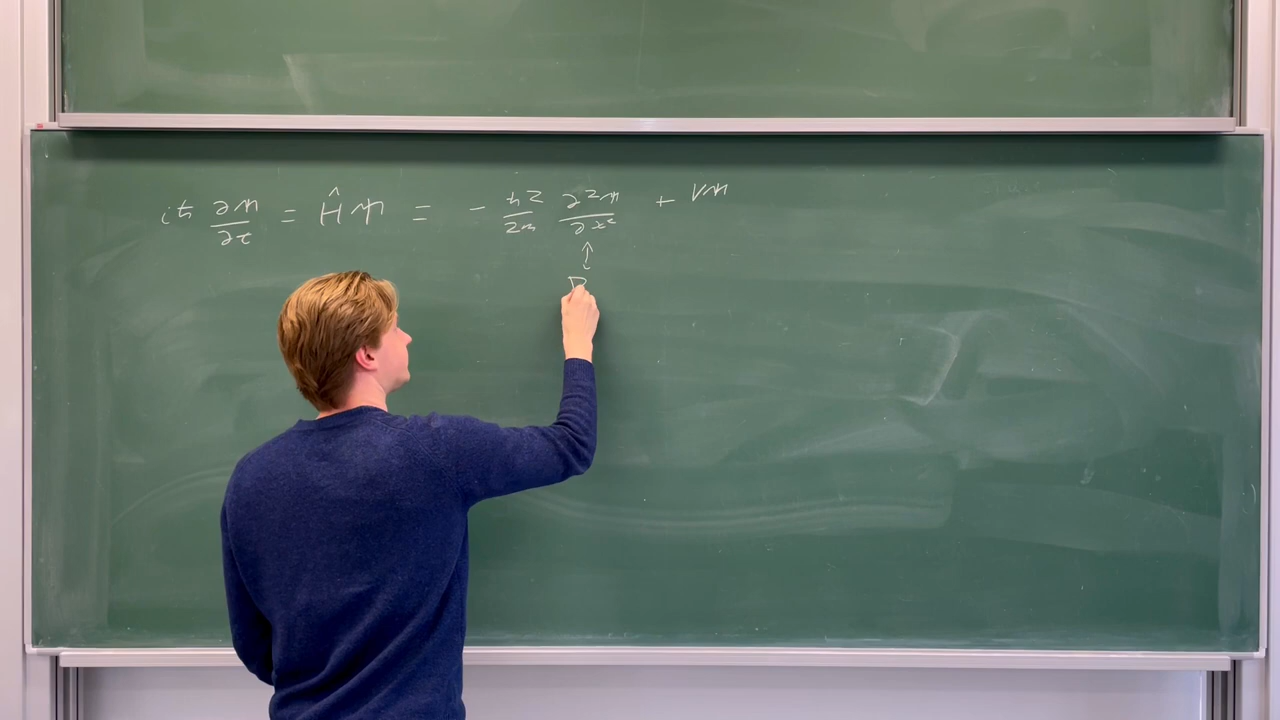 iℏ ∂ψ/∂t = Ĥψ = - ℏ²/2m ∂²ψ/∂x² + Vψ
↕